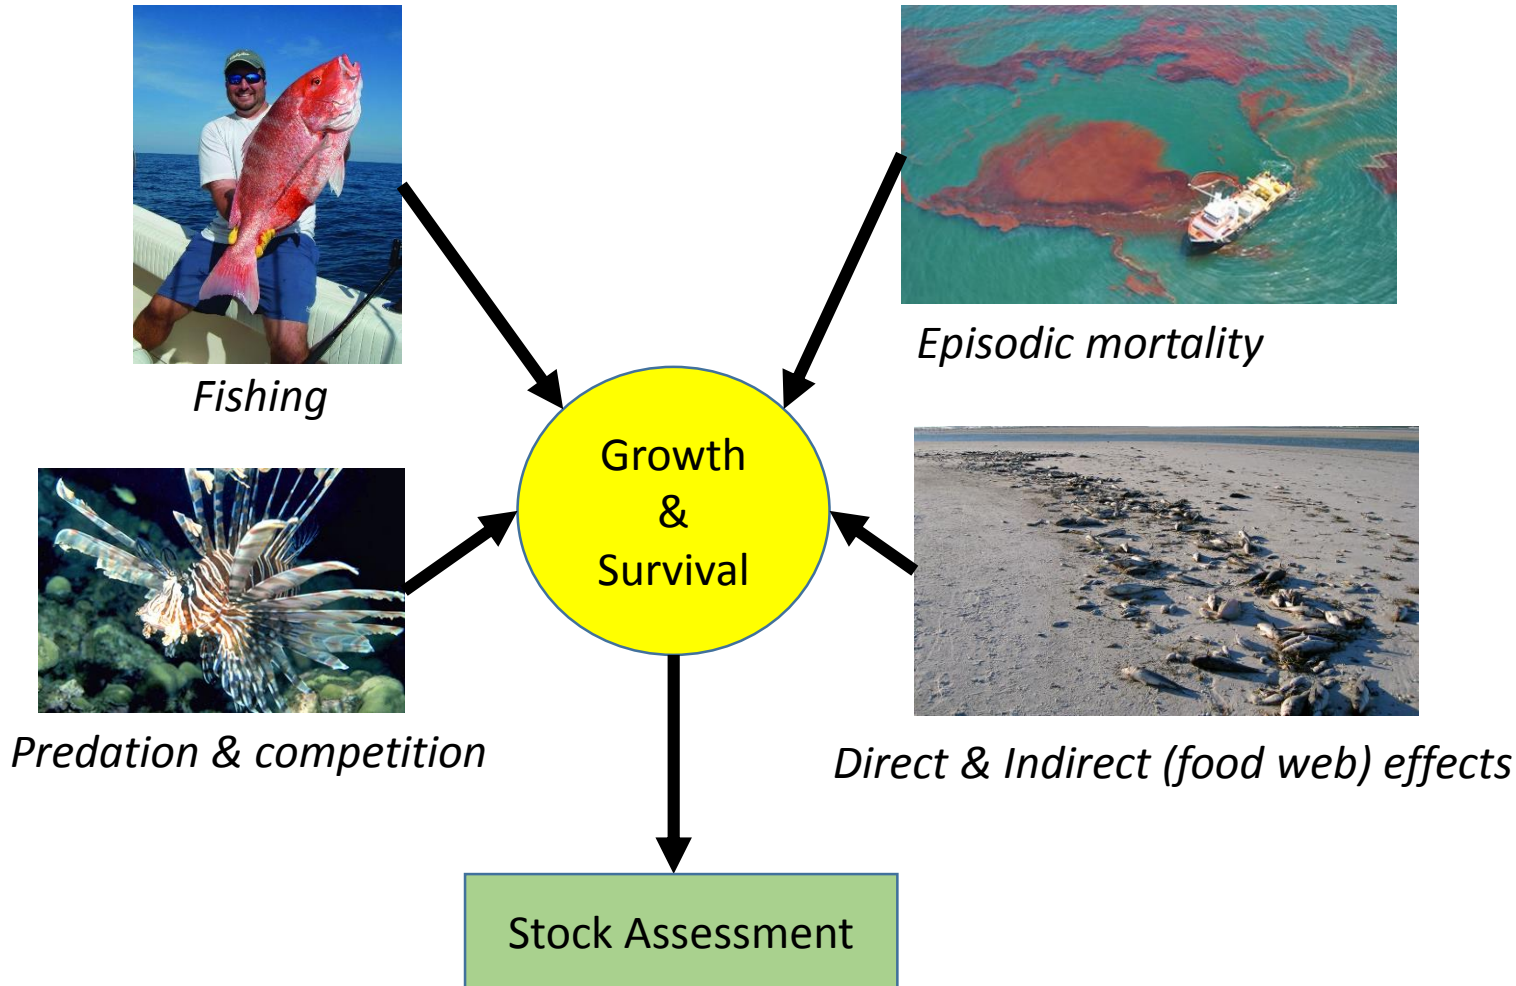 Fishing
Episodic mortality
Growth
&
Survival
Predation & competition
Direct & Indirect (food web) effects
Stock Assessment